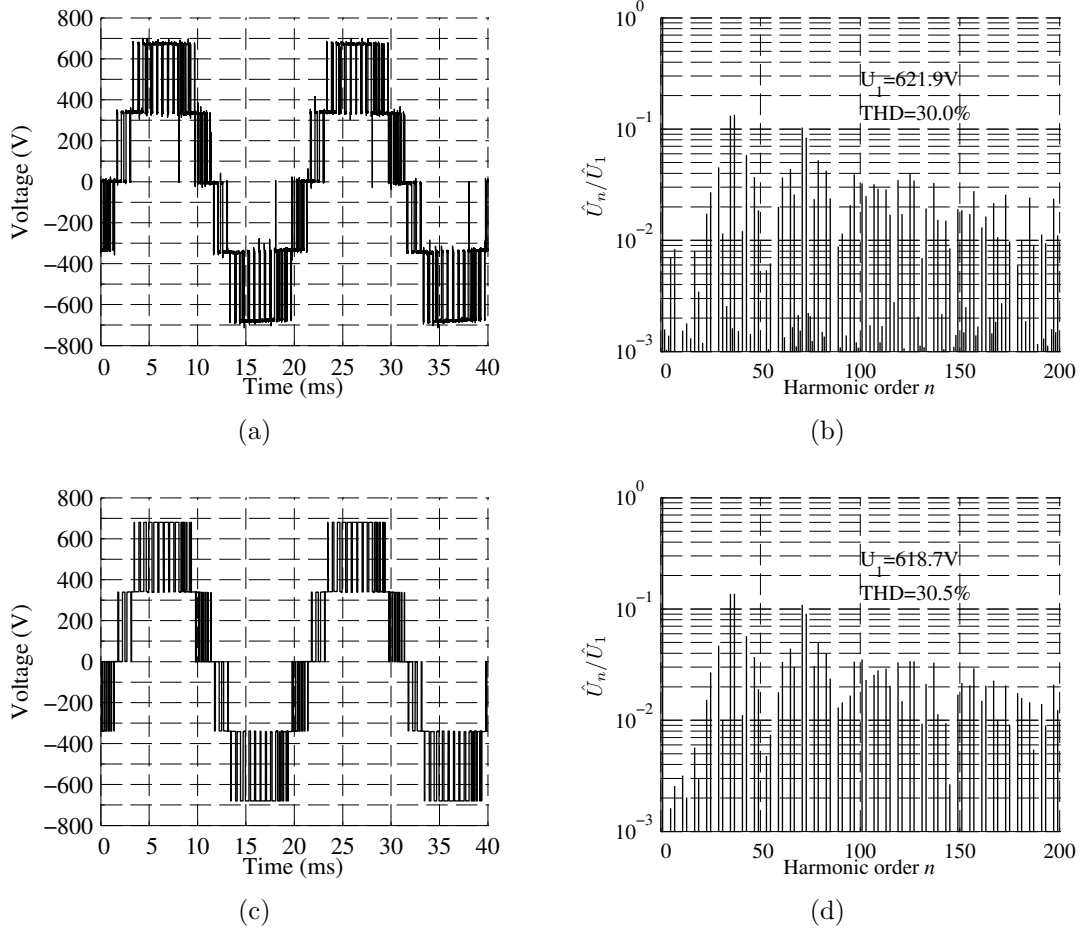 800
600
400
200
0
−200
−400
−600
−800
Voltage (V)
0 5 10 15 20 25 30 35 40
Time (ms)
(a)
10^0
10^−1
10^−2
10^−3
Û_n/Û_1
U_1=621.9V
THD=30.0%
0 50 100 150 200
Harmonic order n
(b)
800
600
400
200
0
−200
−400
−600
−800
Voltage (V)
0 5 10 15 20 25 30 35 40
Time (ms)
(c)
10^0
10^−1
10^−2
10^−3
Û_n/Û_1
U_1=618.7V
THD=30.5%
0 50 100 150 200
Harmonic order n
(d)